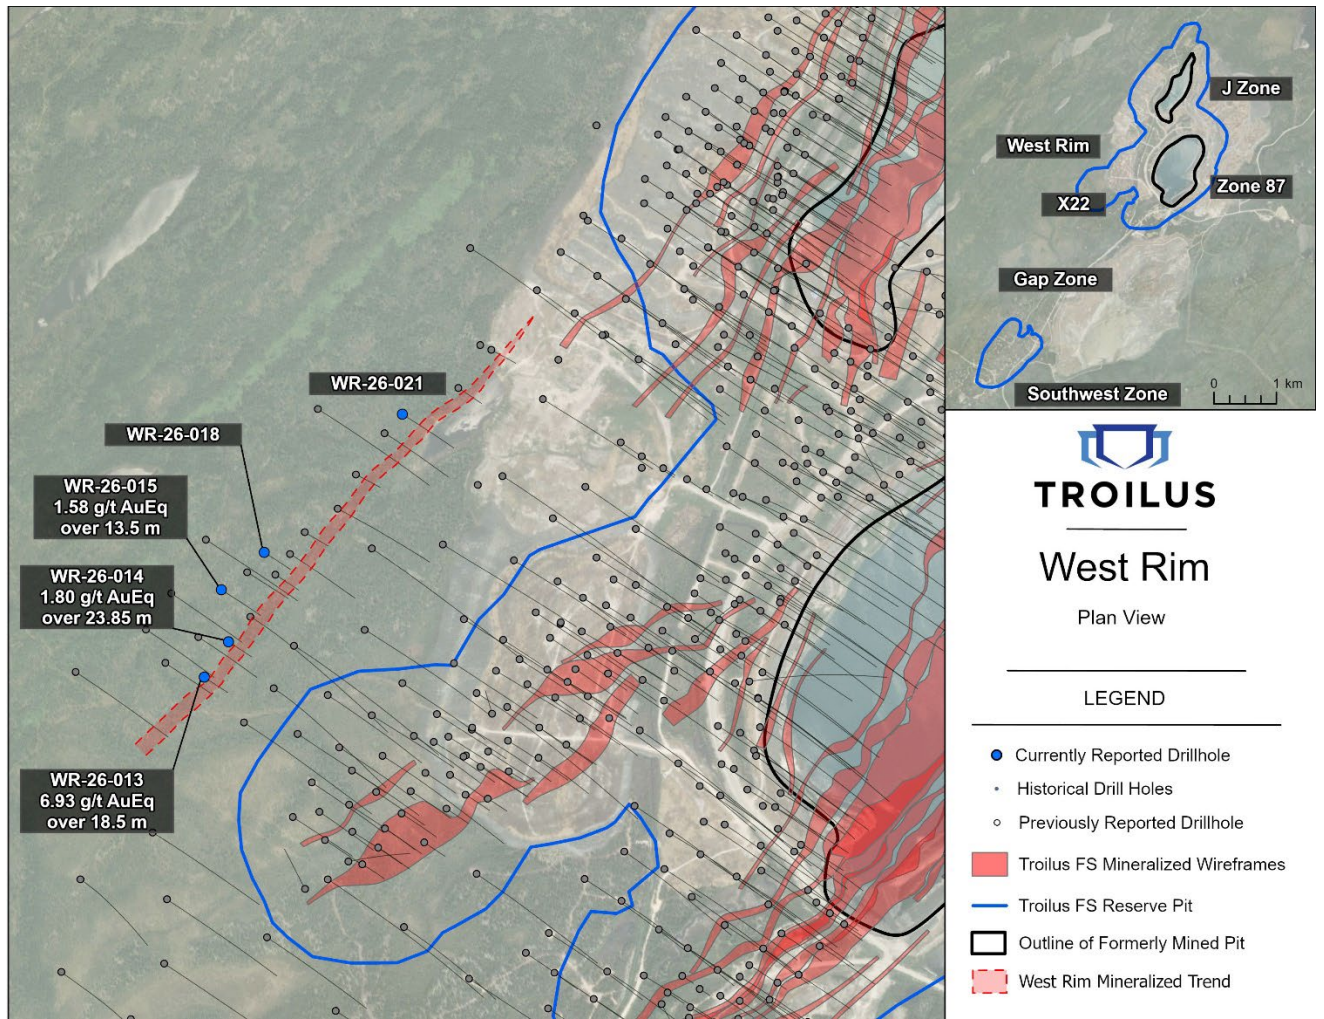 WR-26-021
WR-26-018
WR-26-015
1.58 g/t AuEq
over 13.5 m
WR-26-014
1.80 g/t AuEq
over 23.85 m
WR-26-013
6.93 g/t AuEq
over 18.5 m
J Zone
West Rim
Zone 87
X22
Gap Zone
Southwest Zone
0 1 km
TROILUS
West Rim
Plan View
LEGEND
Currently Reported Drillhole
Historical Drill Holes
Previously Reported Drillhole
Troilus FS Mineralized Wireframes
Troilus FS Reserve Pit
Outline of Formerly Mined Pit
West Rim Mineralized Trend